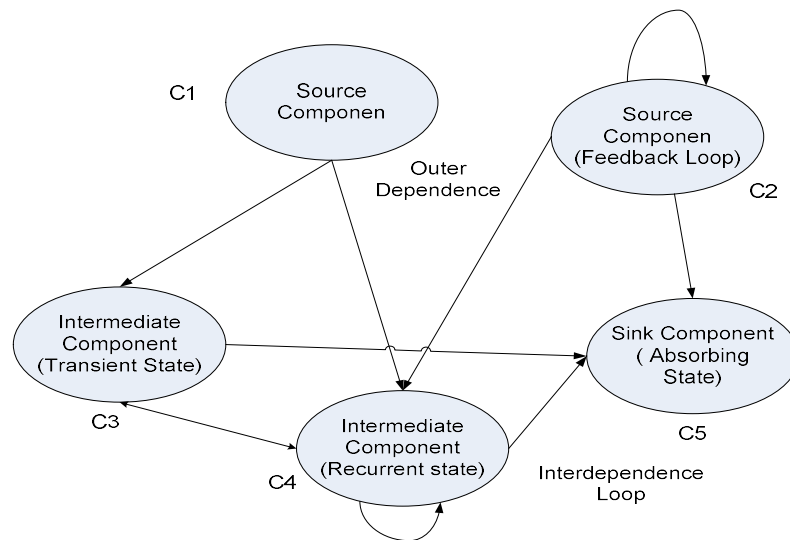 C1
Source
Componen
Source
Componen
(Feedback Loop)
C2
Outer
Dependence
Intermediate
Component
(Transient State)
C3
Sink Component
( Absorbing
State)
C5
Intermediate
Component
(Recurrent state)
C4
Interdependence
Loop